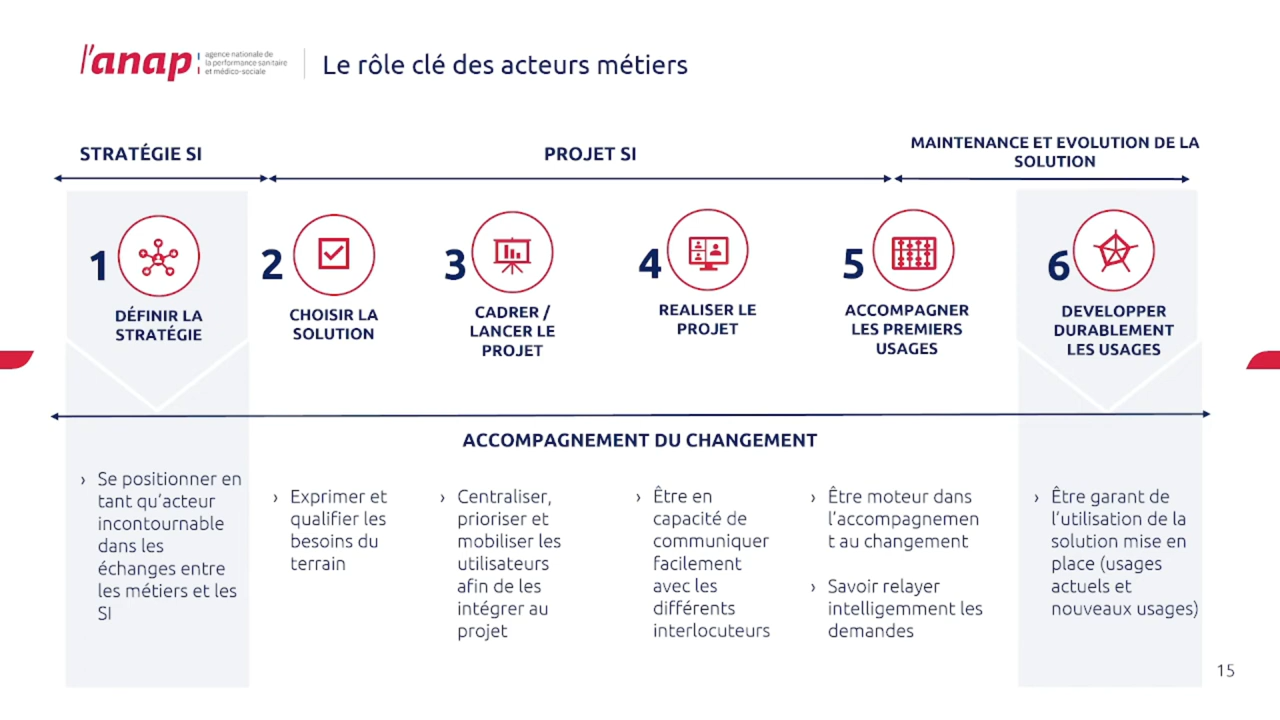 l'anap
agence nationale de
la performance sanitaire
et médico-sociale
Le rôle clé des acteurs métiers
STRATÉGIE SI
PROJET SI
MAINTENANCE ET EVOLUTION DE LA
SOLUTION
1
DÉFINIR LA
STRATÉGIE
2
CHOISIR LA
SOLUTION
3
CADRER /
LANCER LE
PROJET
4
REALISER LE
PROJET
5
ACCOMPAGNER
LES PREMIERS
USAGES
6
DEVELOPPER
DURABLEMENT
LES USAGES
ACCOMPAGNEMENT DU CHANGEMENT
› Se positionner en
tant qu'acteur
incontournable
dans les
échanges entre
les métiers et les
SI
› Exprimer et
qualifier les
besoins du
terrain
› Centraliser,
prioriser et
mobiliser les
utilisateurs
afin de les
intégrer au
projet
› Être en
capacité de
communiquer
facilement
avec les
différents
interlocuteurs
› Être moteur dans
l'accompagnemen
t au changement
› Savoir relayer
intelligemment les
demandes
› Être garant de
l'utilisation de la
solution mise en
place (usages
actuels et
nouveaux usages)
15